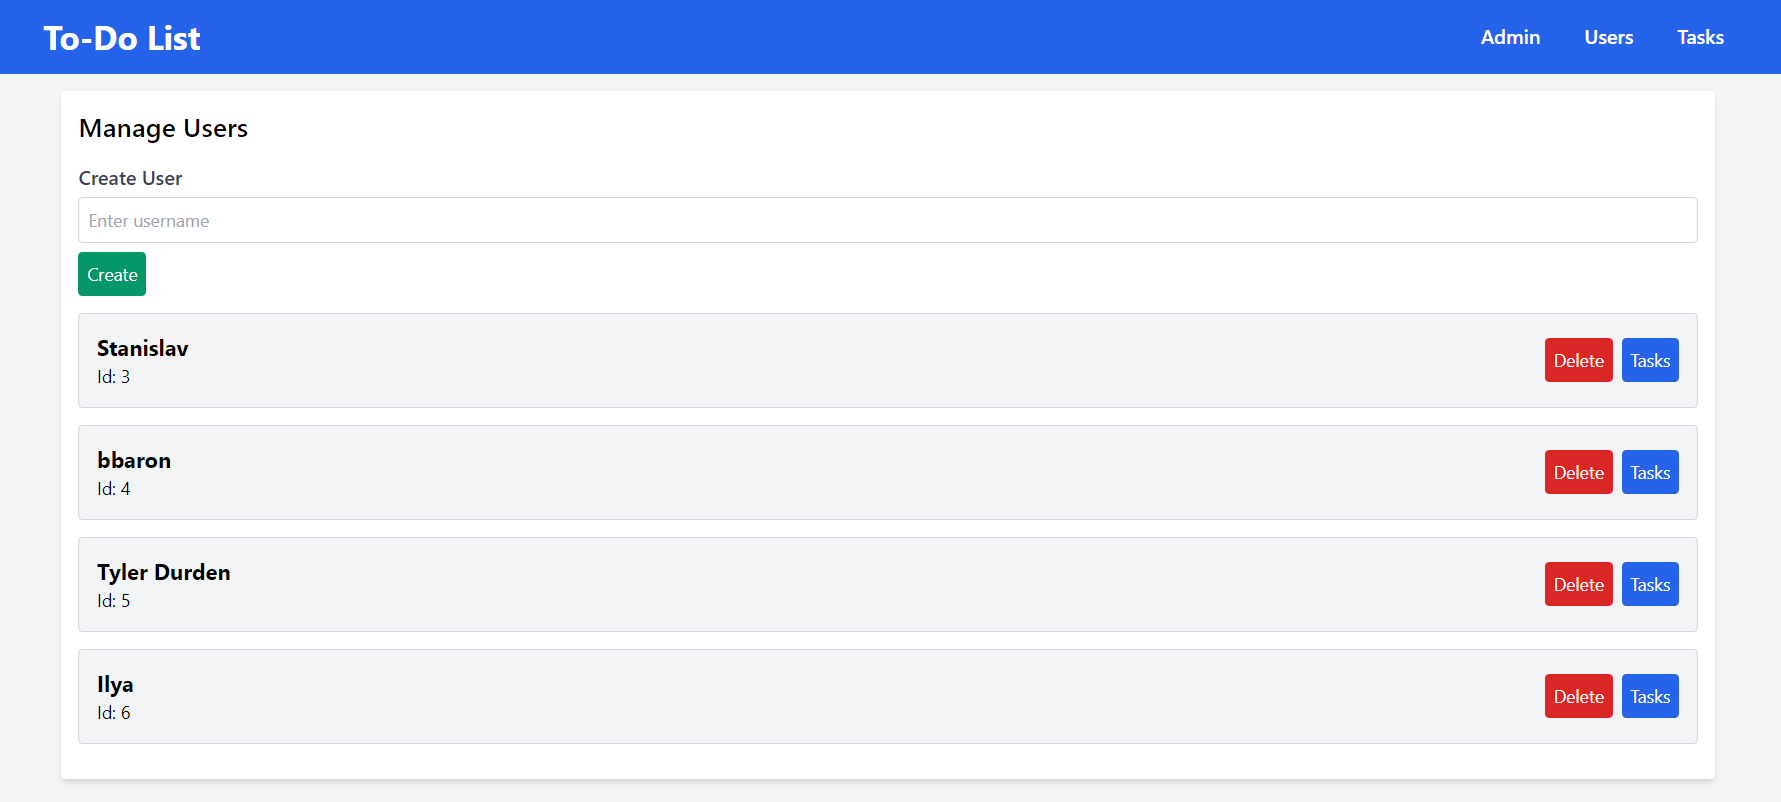 To-Do List
Admin Users Tasks
Manage Users
Create User
Enter username
Create
Stanislav
Id: 3
Delete Tasks
bbaron
Id: 4
Delete Tasks
Tyler Durden
Id: 5
Delete Tasks
Ilya
Id: 6
Delete Tasks